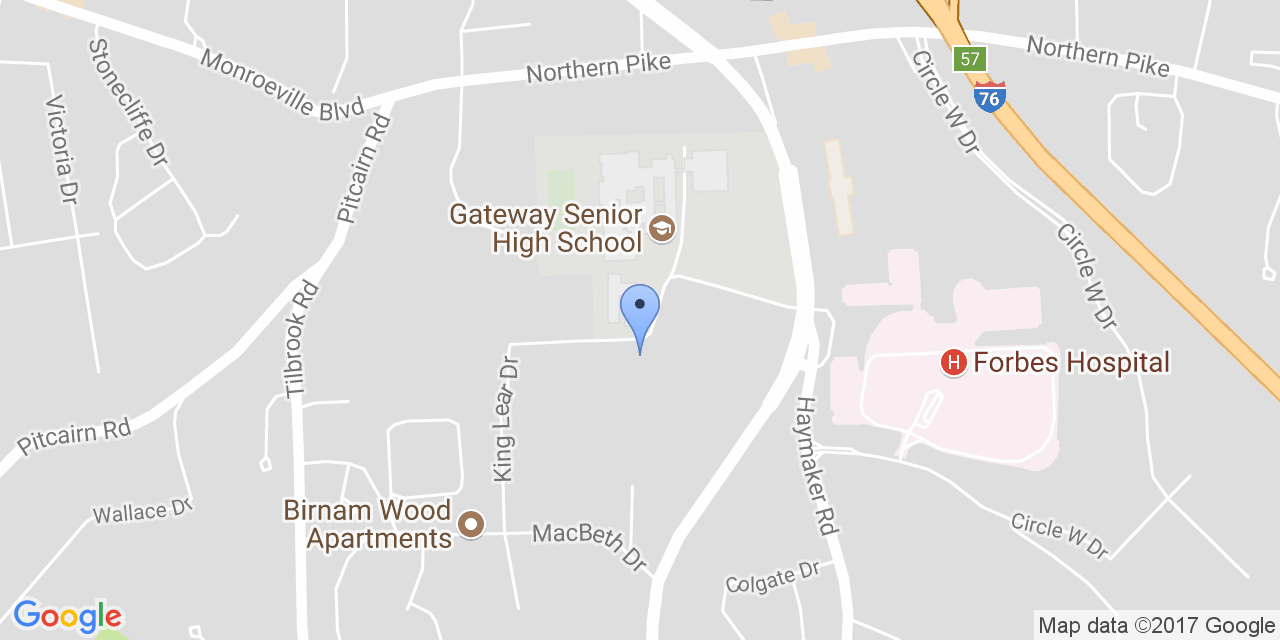 57
76
Northern Pike
Northern Pike
Monroeville Blvd
Stonecliffe Dr
Victoria Dr
Pitcairn Rd
Circle W Dr
Gateway Senior
High School
Circle W Dr
Tilbrook Rd
H
Forbes Hospital
King Lear Dr
Pitcairn Rd
Haymaker Rd
Wallace Dr
Birnam Wood
Apartments
MacBeth Dr
Circle W Dr
Colgate Dr
Google
Map data ©2017 Google